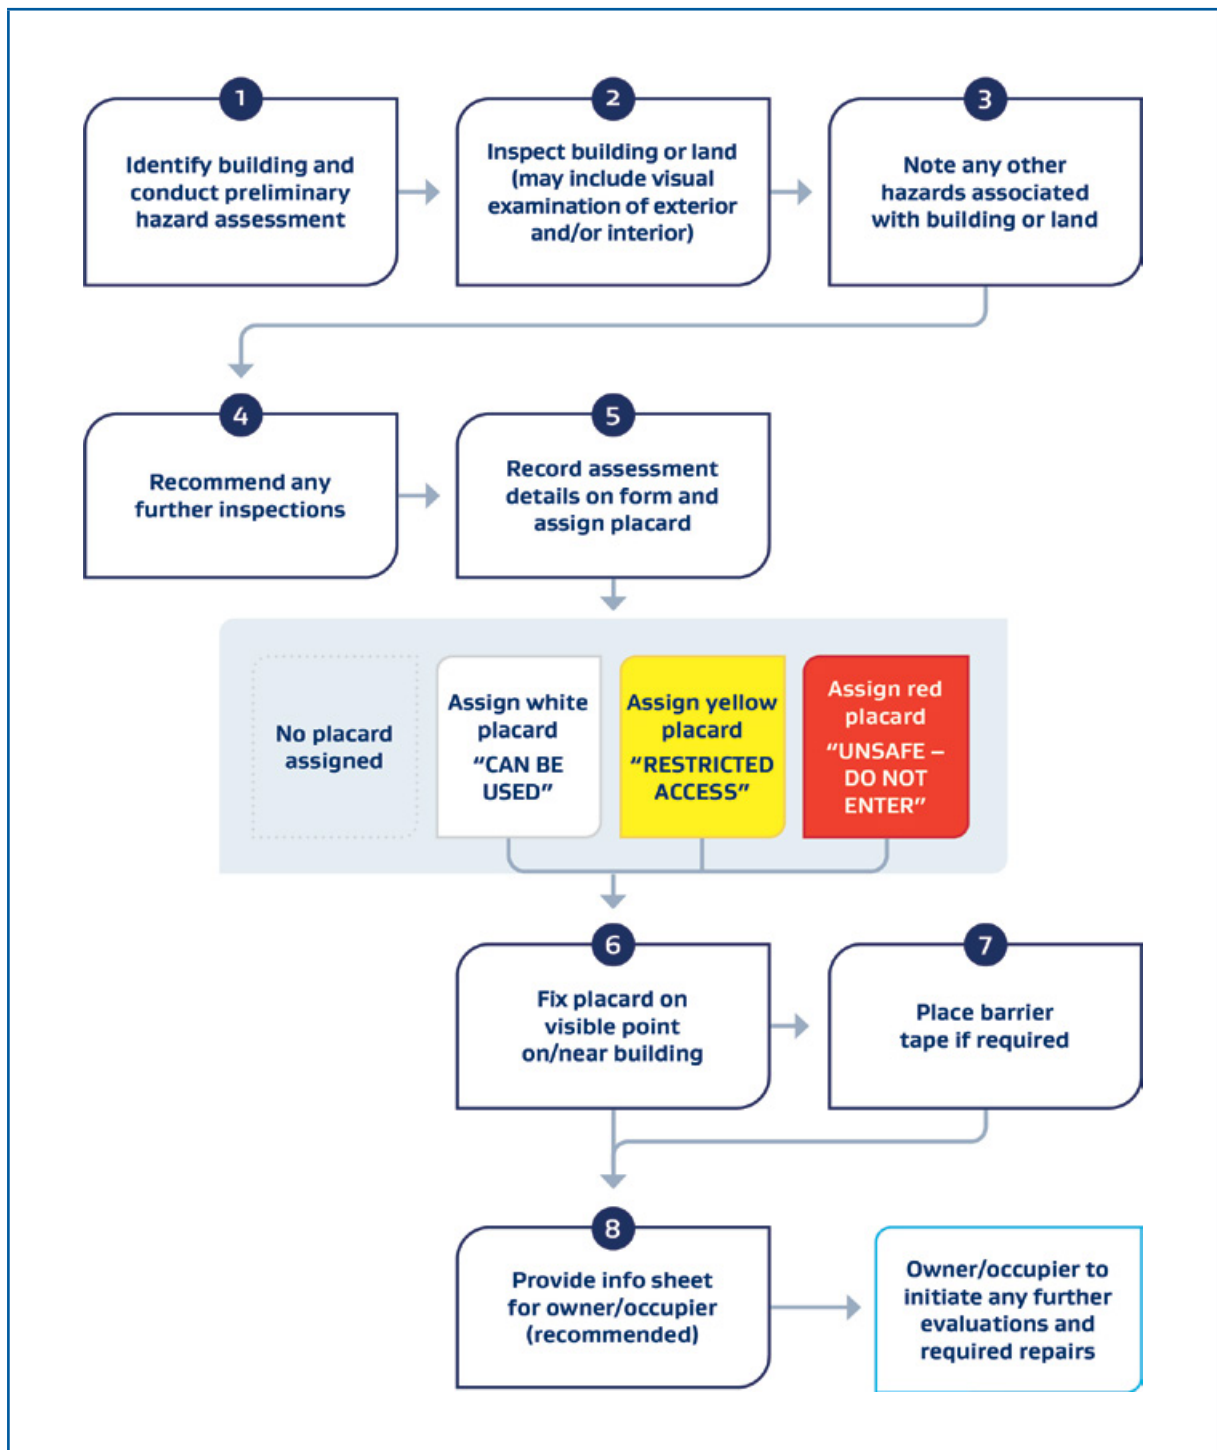 1
Identify building and
conduct preliminary
hazard assessment
2
Inspect building or land
(may include visual
examination of exterior
and/or interior)
3
Note any other
hazards associated
with building or land
4
Recommend any
further inspections
5
Record assessment
details on form and
assign placard
No placard
assigned
Assign white
placard
“CAN BE
USED”
Assign yellow
placard
“RESTRICTED
ACCESS”
Assign red
placard
“UNSAFE –
DO NOT
ENTER”
6
Fix placard on
visible point
on/near building
7
Place barrier
tape if required
8
Provide info sheet
for owner/occupier
(recommended)
Owner/occupier to
initiate any further
evaluations and
required repairs